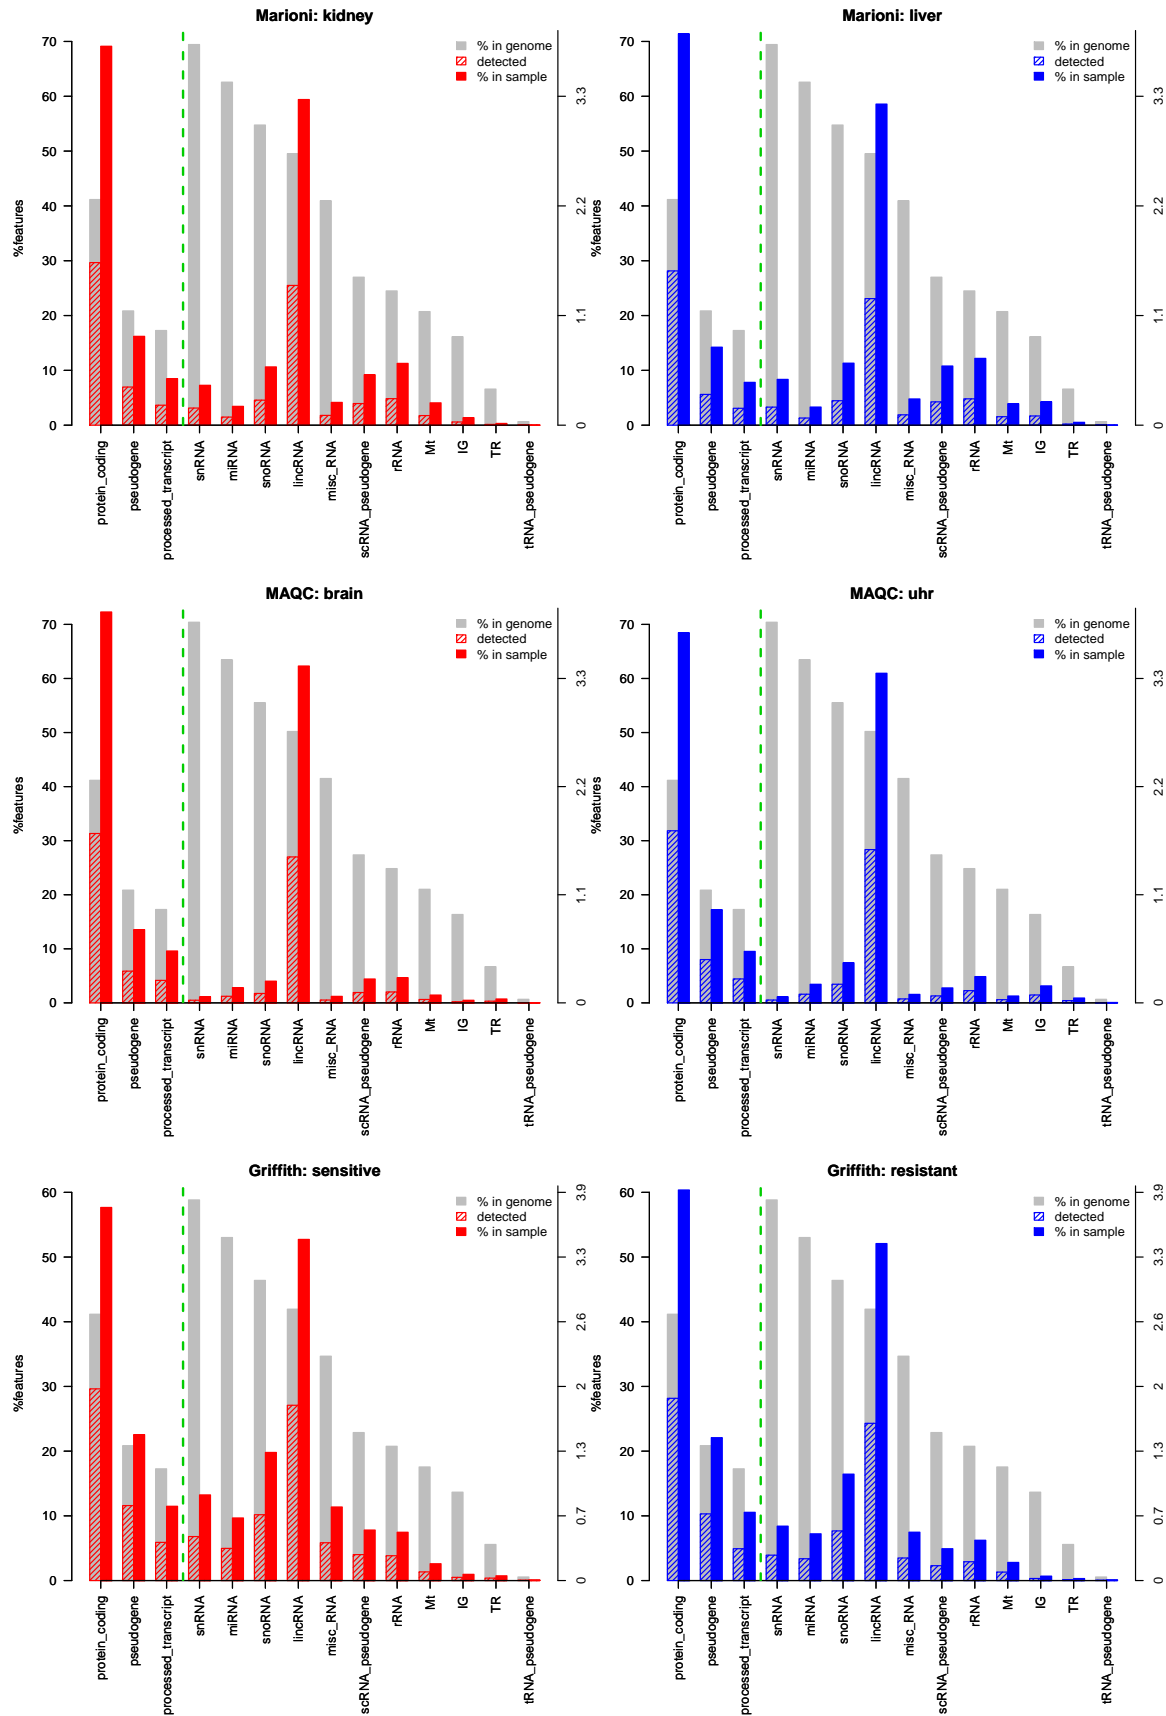 Marioni: kidney
% in genome
detected
% in sample
%features
70
60
50
40
30
20
10
0
3.3
2.2
1.1
0
protein_coding
pseudogene
processed_transcript
snRNA
miRNA
snoRNA
lincRNA
misc_RNA
scRNA_pseudogene
rRNA
Mt
IG
TR
tRNA_pseudogene
Marioni: liver
% in genome
detected
% in sample
%features
70
60
50
40
30
20
10
0
3.3
2.2
1.1
0
protein_coding
pseudogene
processed_transcript
snRNA
miRNA
snoRNA
lincRNA
misc_RNA
scRNA_pseudogene
rRNA
Mt
IG
TR
tRNA_pseudogene
MAQC: brain
% in genome
detected
% in sample
%features
70
60
50
40
30
20
10
0
3.3
2.2
1.1
0
protein_coding
pseudogene
processed_transcript
snRNA
miRNA
snoRNA
lincRNA
misc_RNA
scRNA_pseudogene
rRNA
Mt
IG
TR
tRNA_pseudogene
MAQC: uhr
% in genome
detected
% in sample
%features
70
60
50
40
30
20
10
0
3.3
2.2
1.1
0
protein_coding
pseudogene
processed_transcript
snRNA
miRNA
snoRNA
lincRNA
misc_RNA
scRNA_pseudogene
rRNA
Mt
IG
TR
tRNA_pseudogene
Griffith: sensitive
% in genome
detected
% in sample
%features
60
50
40
30
20
10
0
3.9
3.3
2.6
2
1.3
0.7
0
protein_coding
pseudogene
processed_transcript
snRNA
miRNA
snoRNA
lincRNA
misc_RNA
scRNA_pseudogene
rRNA
Mt
IG
TR
tRNA_pseudogene
Griffith: resistant
% in genome
detected
% in sample
%features
60
50
40
30
20
10
0
3.9
3.3
2.6
2
1.3
0.7
0
protein_coding
pseudogene
processed_transcript
snRNA
miRNA
snoRNA
lincRNA
misc_RNA
scRNA_pseudogene
rRNA
Mt
IG
TR
tRNA_pseudogene